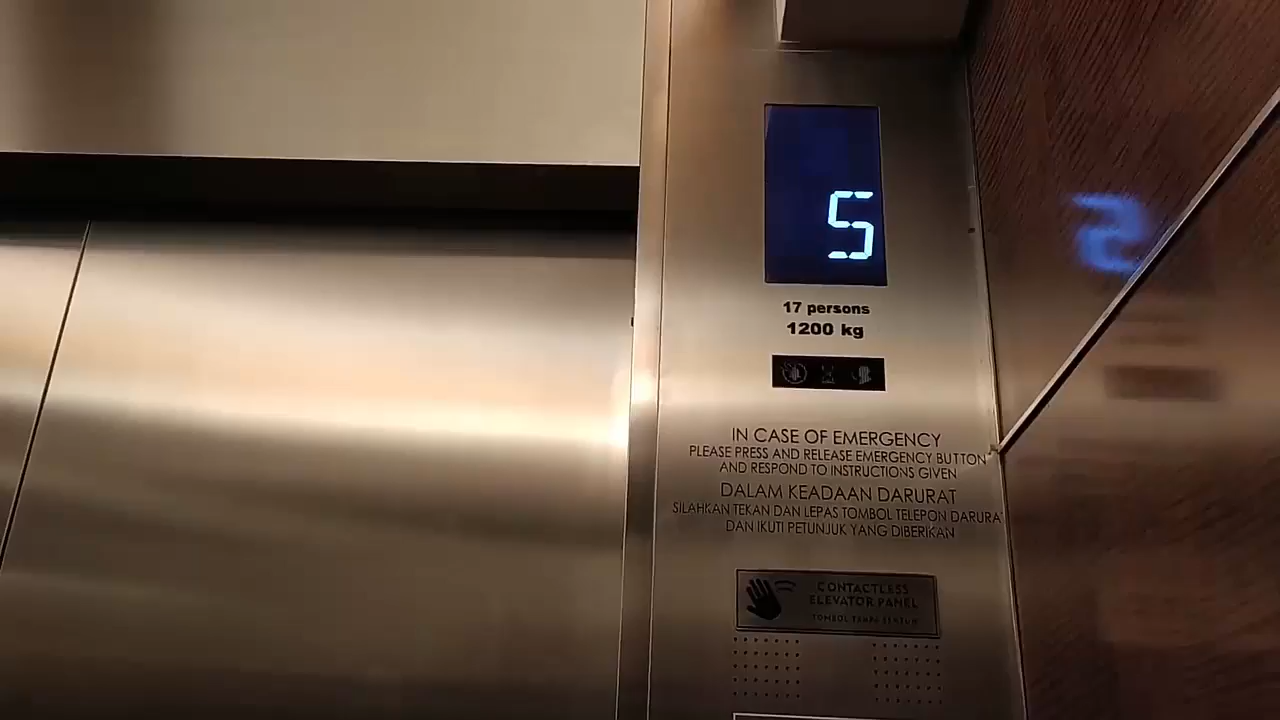 5
17 persons
1200 kg
IN CASE OF EMERGENCY
PLEASE PRESS AND RELEASE EMERGENCY BUTTON
AND RESPOND TO INSTRUCTIONS GIVEN
DALAM KEADAAN DARURAT
SILAHKAN TEKAN DAN LEPAS TOMBOL TELEPON DARURAT
DAN IKUTI PETUNJUK YANG DIBERIKAN
CONTACTLESS
ELEVATOR PANEL
TOMBOL TANPA SENTUH